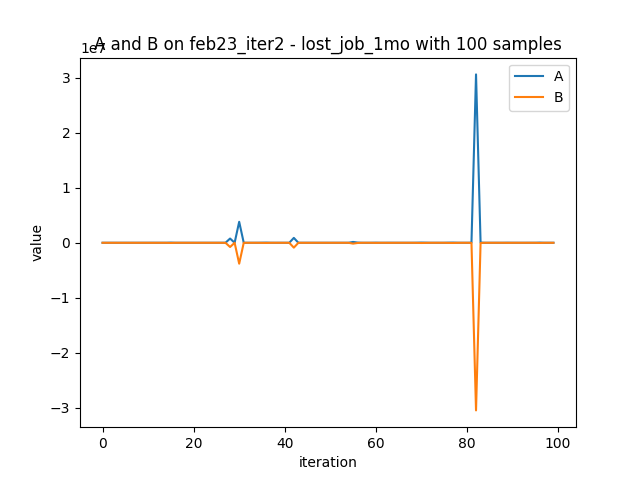 A and B on feb23_iter2 - lost_job_1mo with 100 samples
1e7
A
B
3
2
1
0
−1
−2
−3
value
0
20
40
60
80
100
iteration